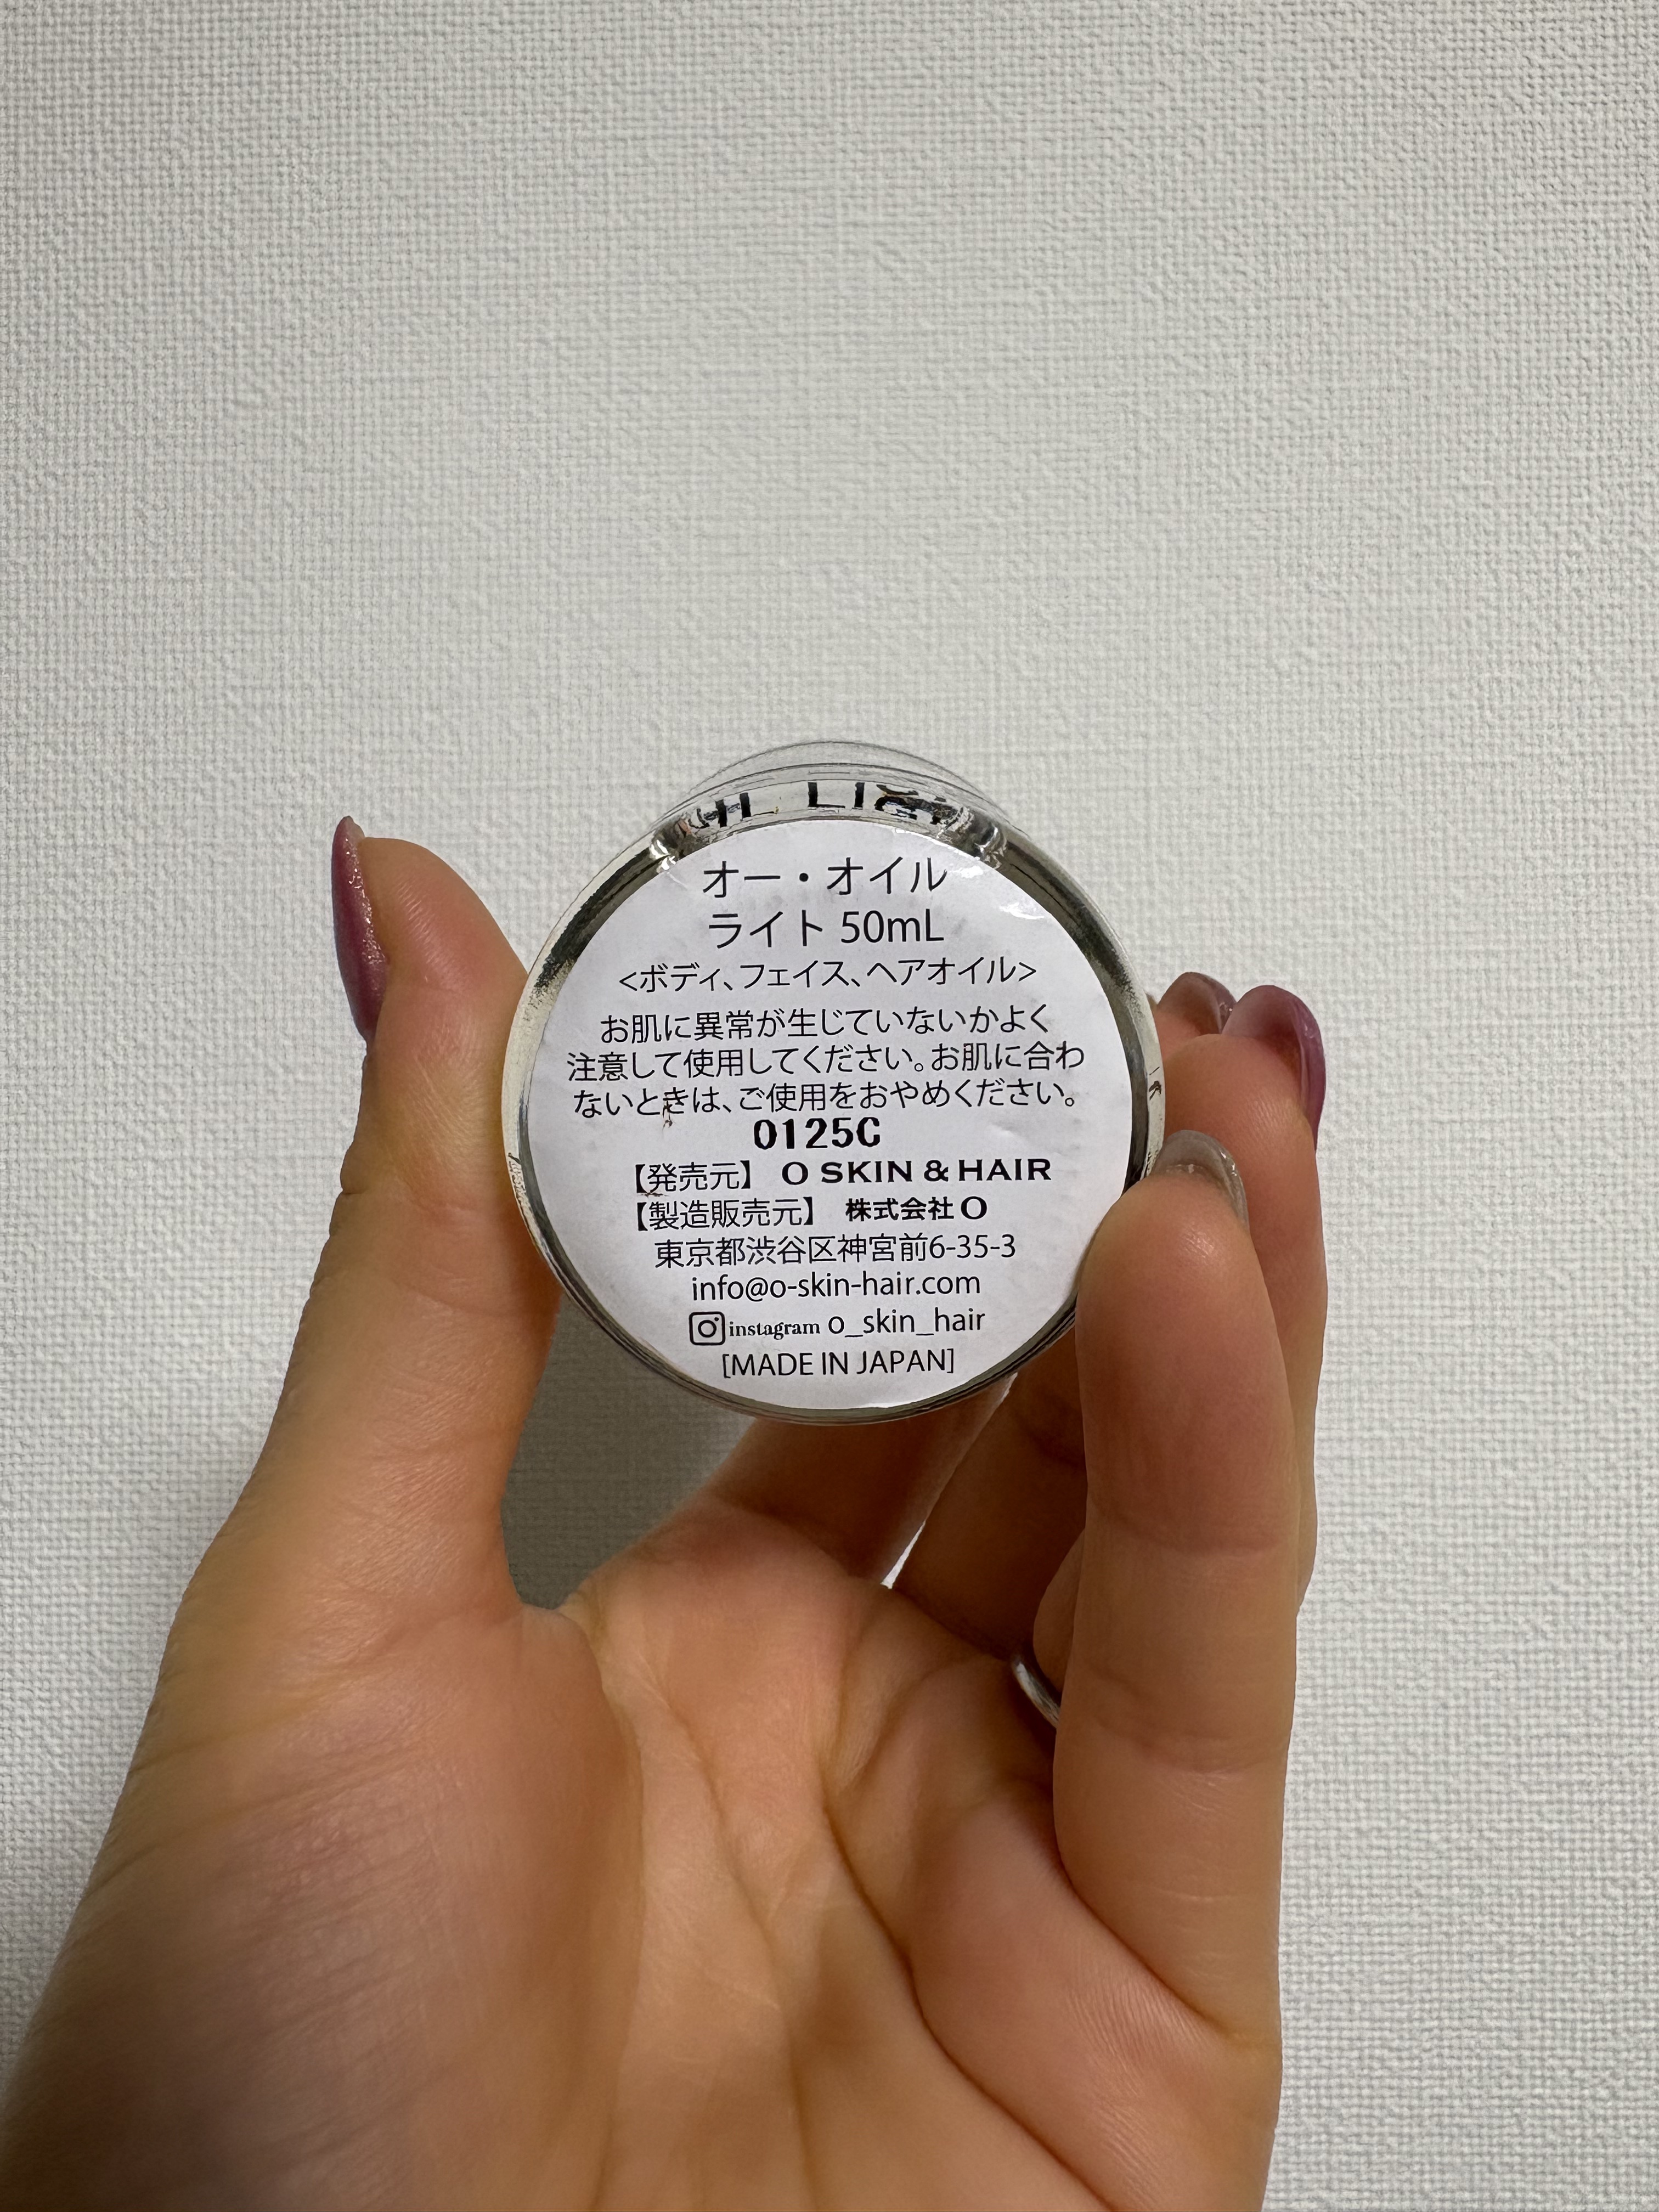 オー・オイル
ライト 50mL
<ボディ、フェイス、ヘアオイル>
お肌に異常が生じていないかよく
注意して使用してください。お肌に合わ
ないときは、ご使用をおやめください。
0125C
【発売元】 O SKIN & HAIR
【製造販売元】 株式会社O
東京都渋谷区神宮前6-35-3
info@o-skin-hair.com
instagram o_skin_hair
[MADE IN JAPAN]